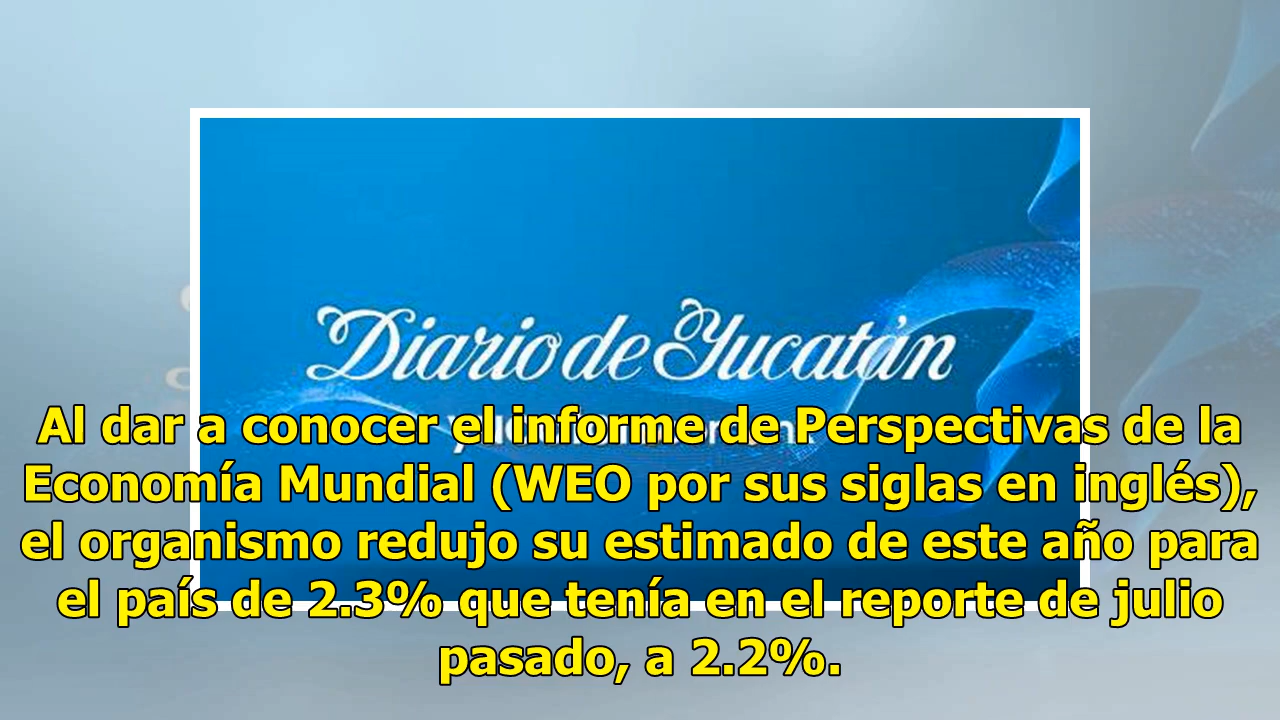 Diario de Yucatán
Al dar a conocer el informe de Perspectivas de la
Economía Mundial (WEO por sus siglas en inglés),
el organismo redujo su estimado de este año para
el país de 2.3% que tenía en el reporte de julio
pasado, a 2.2%.